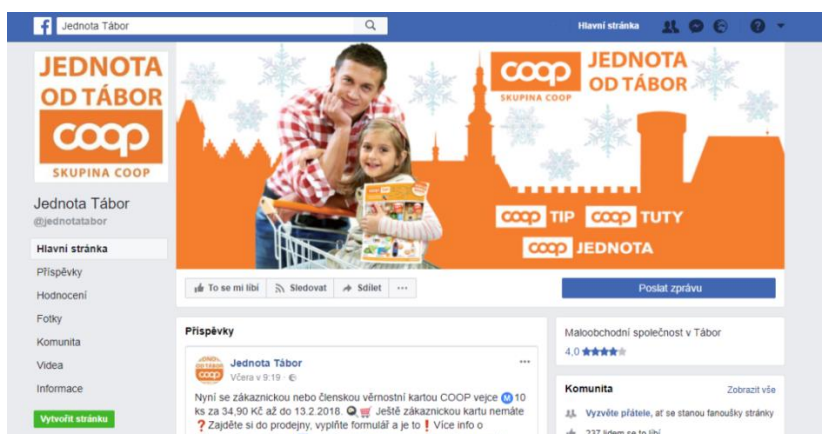 Jednota Tábor
Hlavní stránka
JEDNOTA
OD TÁBOR
coop
SKUPINA COOP
Jednota Tábor
@jednotatabor
Hlavní stránka
Příspěvky
Hodnocení
Fotky
Komunita
Videa
Informace
Vytvořit stránku
coop
SKUPINA COOP
JEDNOTA
OD TÁBOR
coop TIP coop TUTY
coop JEDNOTA
To se mi líbí Sledovat Sdílet ...
Poslat zprávu
Příspěvky
Jednota Tábor
Včera v 9:19
Nyní se zákaznickou nebo členskou věrnostní kartou COOP vejce M 10
ks za 34,90 Kč až do 13.2.2018. Ještě zákaznickou kartu nemáte
? Zajděte si do prodejny, vyplňte formulář a je to ! Více info o
Maloobchodní společnost v Tábor
4,0
Komunita Zobrazit vše
Vyzvěte přátele, ať se stanou fanoušky stránky
237 lidem se to líbí